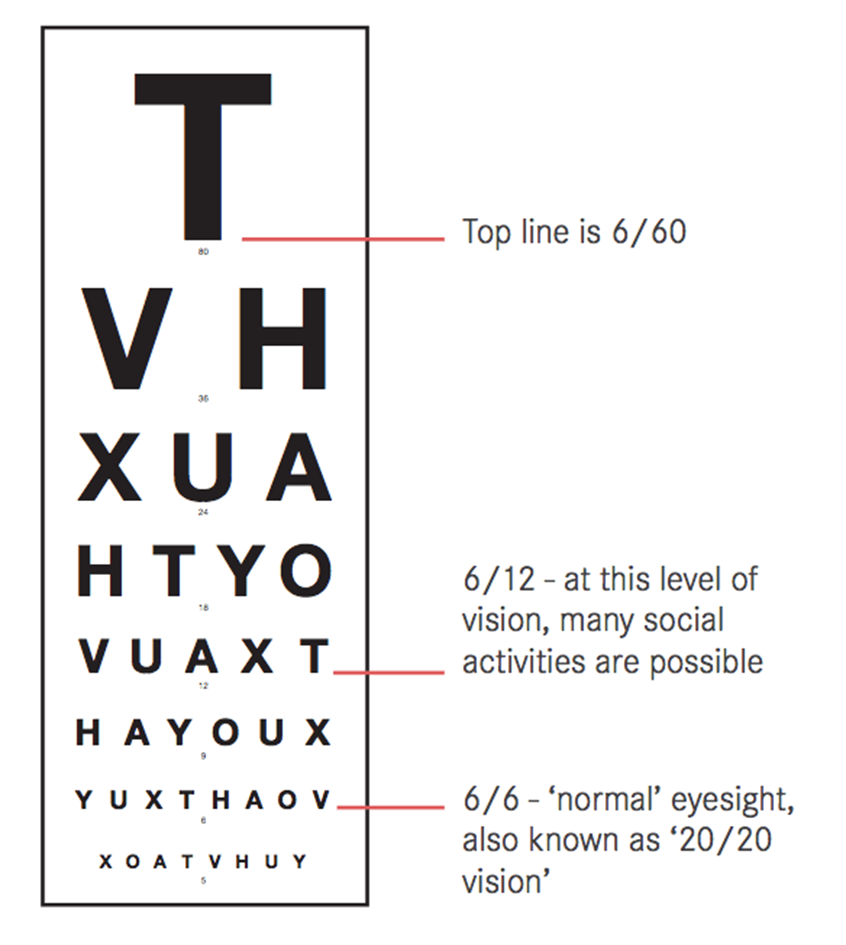 T
80
Top line is 6/60
V H
36
X U A
24
H T Y O
18
6/12 - at this level of
vision, many social
activities are possible
V U A X T
12
H A Y O U X
9
Y U X T H A O V
6
6/6 - ‘normal’ eyesight,
also known as ‘20/20
vision’
X O A T V H U Y
5